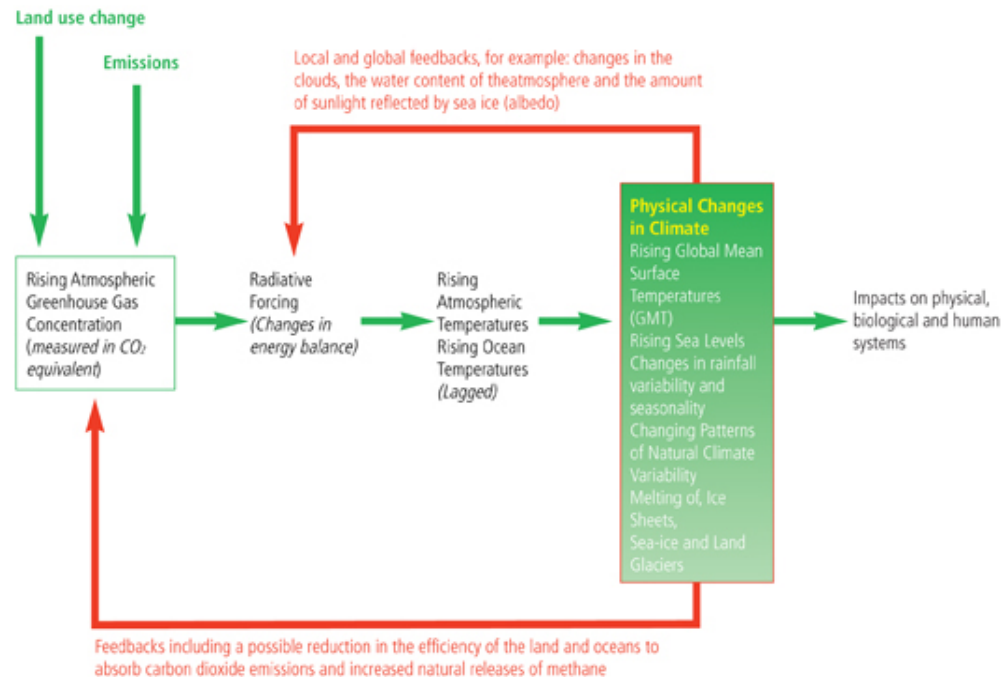 Land use change
Emissions
Local and global feedbacks, for example: changes in the
clouds, the water content of theatmosphere and the amount
of sunlight reflected by sea ice (albedo)
Rising Atmospheric
Greenhouse Gas
Concentration
(measured in CO₂
equivalent)
Radiative
Forcing
(Changes in
energy balance)
Rising
Atmospheric
Temperatures
Rising Ocean
Temperatures
(Lagged)
Physical Changes
in Climate
Rising Global Mean
Surface
Temperatures
(GMT)
Rising Sea Levels
Changes in rainfall
variability and
seasonality
Changing Patterns
of Natural Climate
Variability
Melting of, Ice
Sheets,
Sea-ice and Land
Glaciers
Impacts on physical,
biological and human
systems
Feedbacks including a possible reduction in the efficiency of the land and oceans to
absorb carbon dioxide emissions and increased natural releases of methane